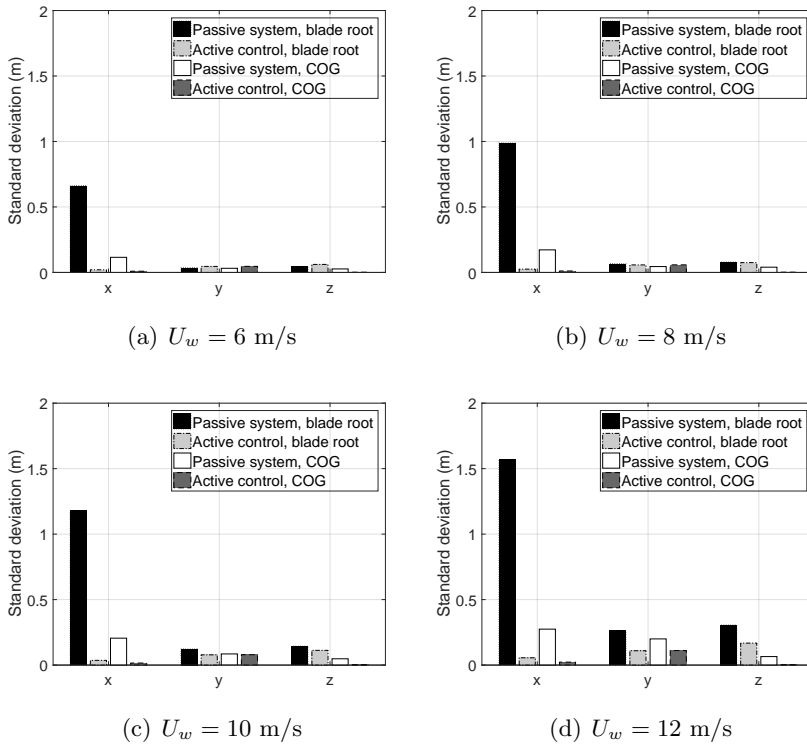 2
1.5
1
0.5
0
Standard deviation (m)
Passive system, blade root
Active control, blade root
Passive system, COG
Active control, COG
x
y
z
(a) U_w = 6 m/s
2
1.5
1
0.5
0
Standard deviation (m)
Passive system, blade root
Active control, blade root
Passive system, COG
Active control, COG
x
y
z
(b) U_w = 8 m/s
2
1.5
1
0.5
0
Standard deviation (m)
Passive system, blade root
Active control, blade root
Passive system, COG
Active control, COG
x
y
z
(c) U_w = 10 m/s
2
1.5
1
0.5
0
Standard deviation (m)
Passive system, blade root
Active control, blade root
Passive system, COG
Active control, COG
x
y
z
(d) U_w = 12 m/s